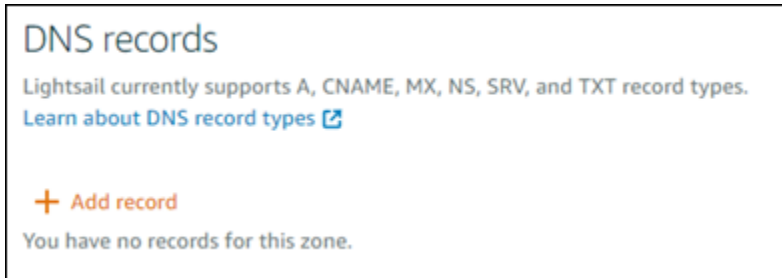 DNS records
Lightsail currently supports A, CNAME, MX, NS, SRV, and TXT record types.
Learn about DNS record types
+ Add record
You have no records for this zone.